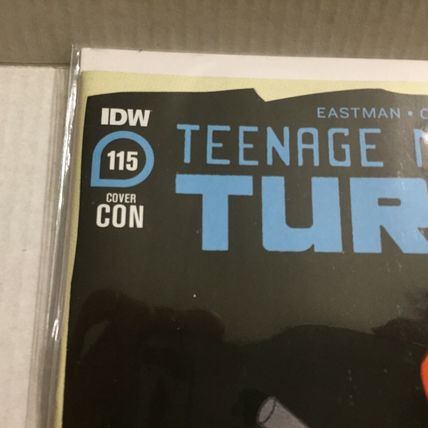 IDW
115
COVER
CON
EASTMAN •
TEENAGE
TUR